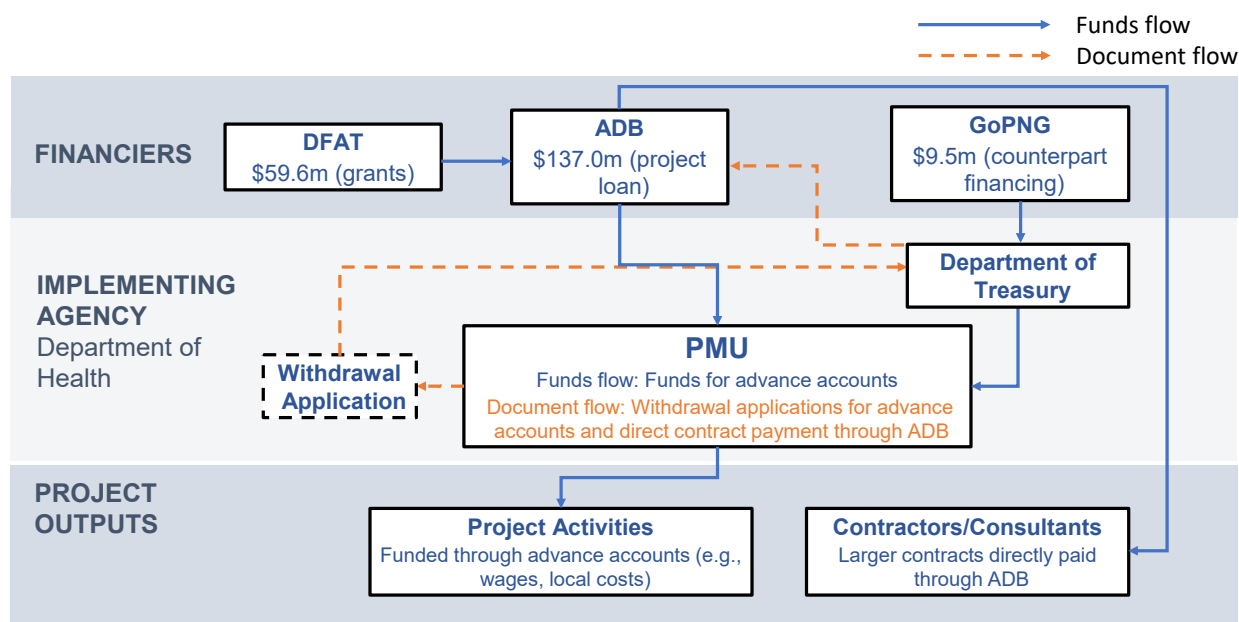 Funds flow
Document flow
FINANCIERS
DFAT
$59.6m (grants)
ADB
$137.0m (project
loan)
GoPNG
$9.5m (counterpart
financing)
IMPLEMENTING
AGENCY
Department of
Health
Department of
Treasury
Withdrawal
Application
PMU
Funds flow: Funds for advance accounts
Document flow: Withdrawal applications for advance
accounts and direct contract payment through ADB
PROJECT
OUTPUTS
Project Activities
Funded through advance accounts (e.g.,
wages, local costs)
Contractors/Consultants
Larger contracts directly paid
through ADB